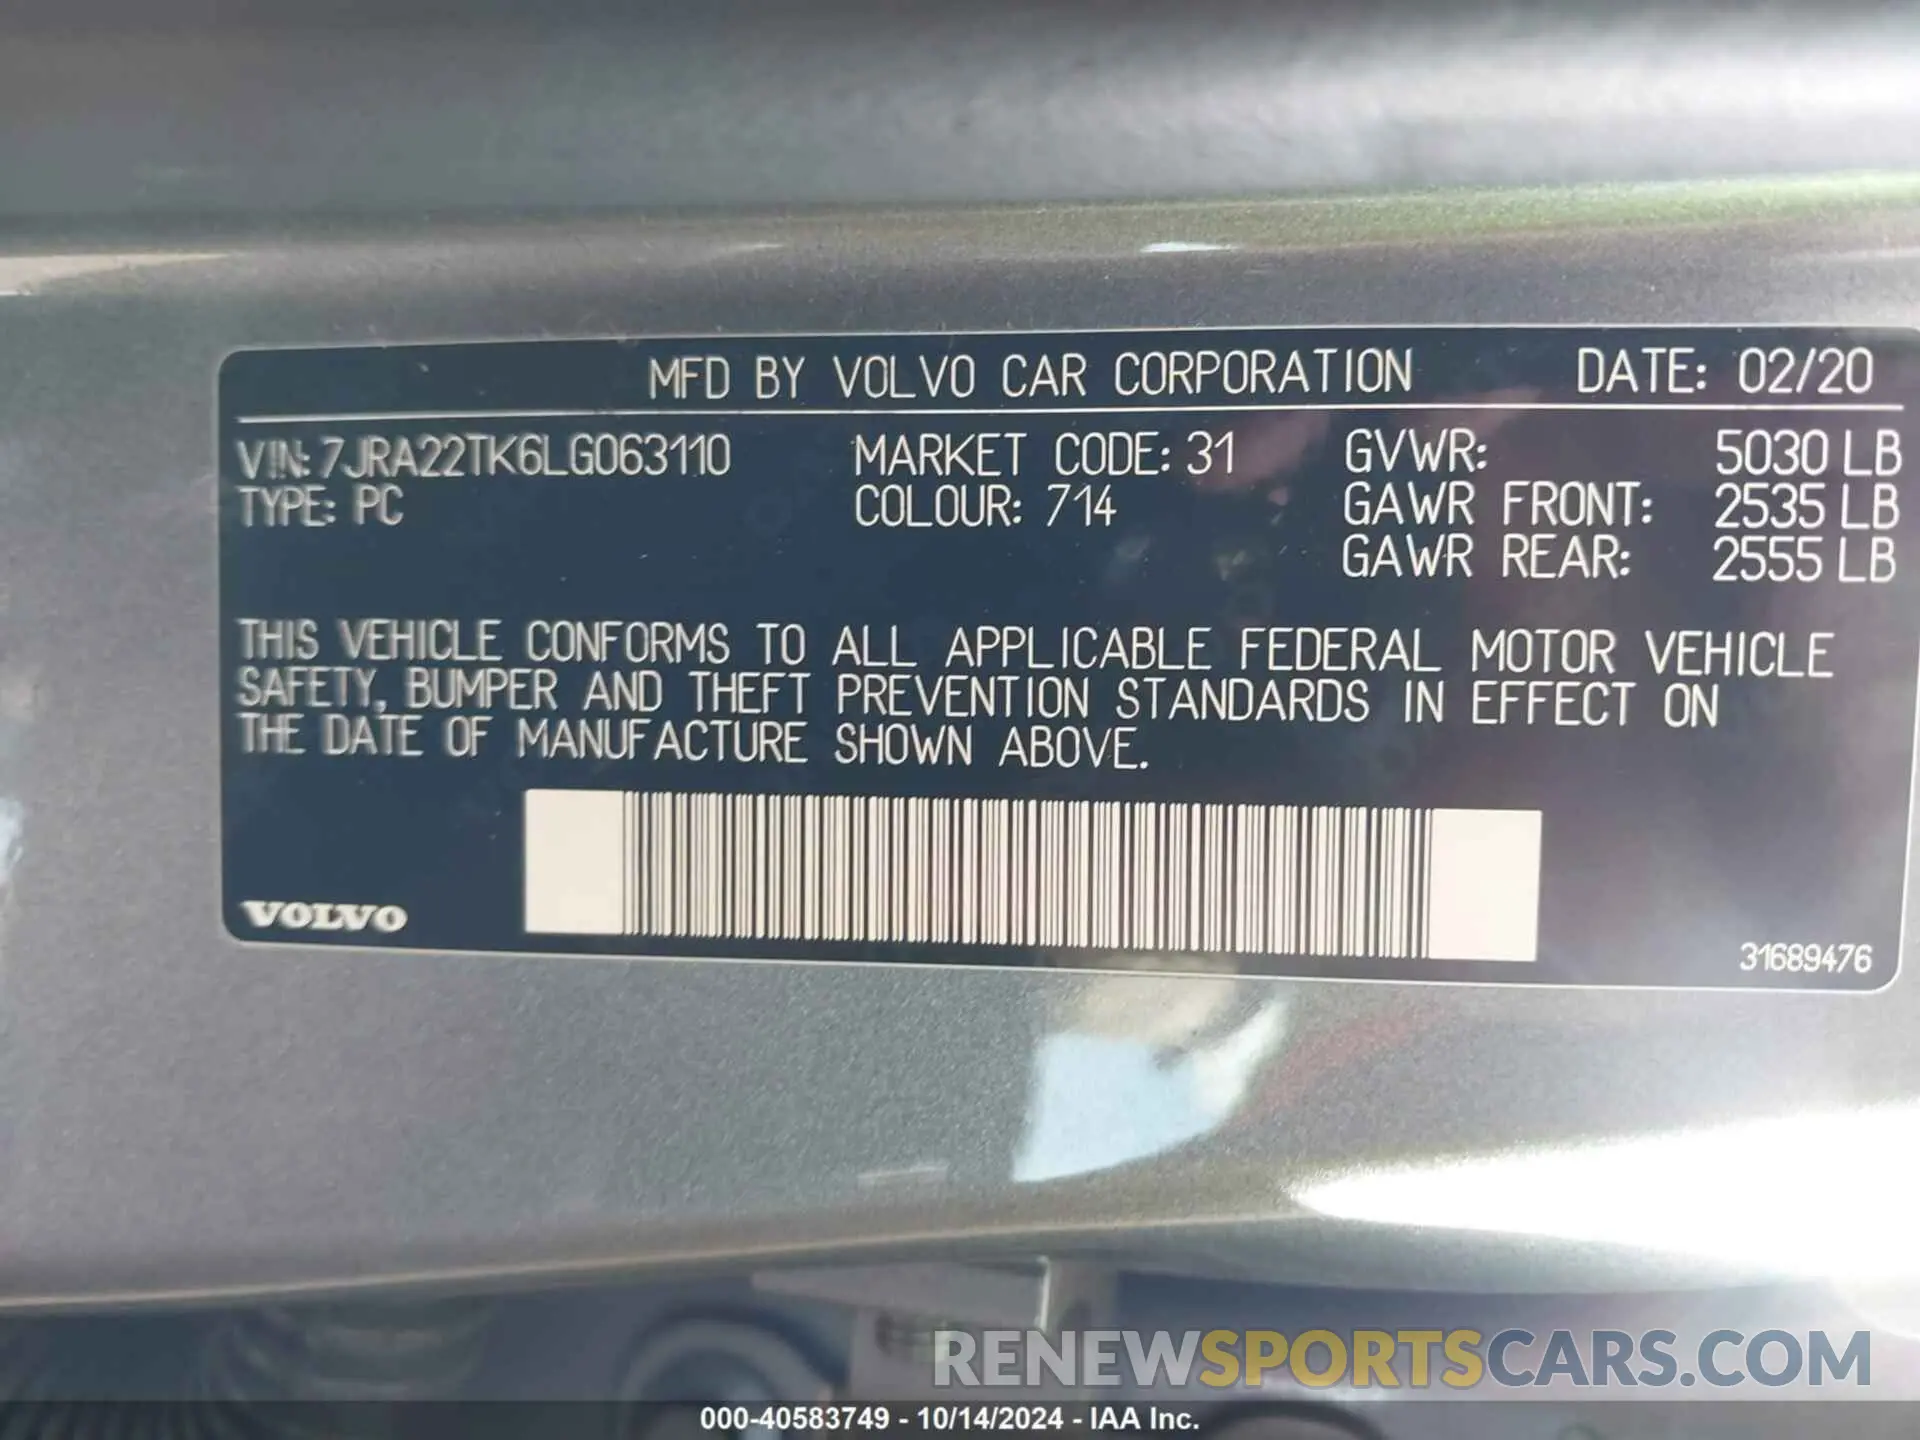 MFD BY VOLVO CAR CORPORATION DATE: 02/20
VIN: 7JRA22TK6LG063110 MARKET CODE: 31 GVWR: 5030 LB
TYPE: PC COLOUR: 714 GAWR FRONT: 2535 LB
GAWR REAR: 2555 LB
THIS VEHICLE CONFORMS TO ALL APPLICABLE FEDERAL MOTOR VEHICLE
SAFETY, BUMPER AND THEFT PREVENTION STANDARDS IN EFFECT ON
THE DATE OF MANUFACTURE SHOWN ABOVE.
VOLVO
31689476
RENEWSPORTSCARS.COM
000-40583749 - 10/14/2024 - IAA Inc.